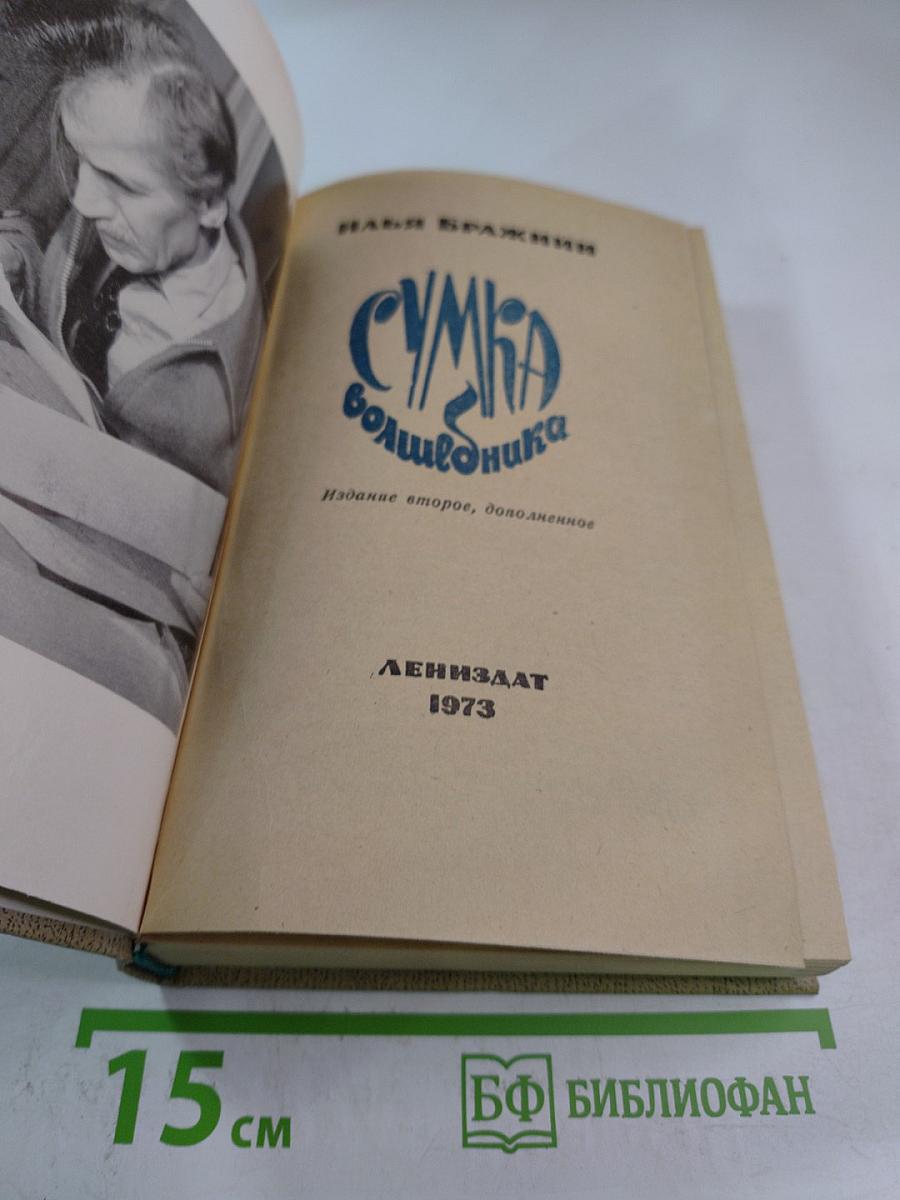 Илья Бражнин
Сумка
волшебника
Издание второе, дополненное
ЛЕНИЗДАТ
1973
15 см
БФ БИБЛИОФАН